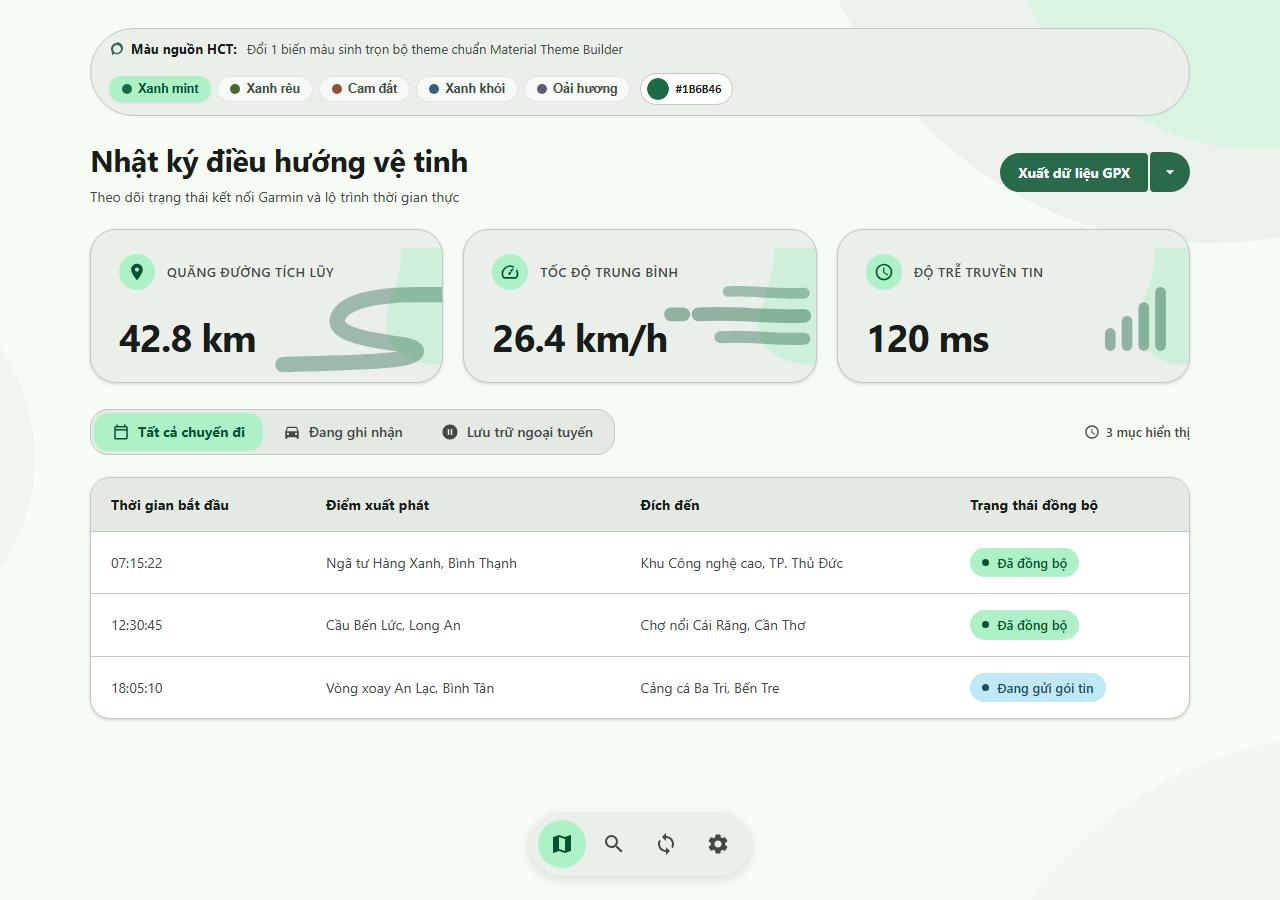 Màu nguồn HCT: Đổi 1 biến màu sinh trọn bộ theme chuẩn Material Theme Builder
Xanh mint Xanh rêu Cam đất Xanh khói Oải hương #1B6B46
Nhật ký điều hướng vệ tinh
Theo dõi trạng thái kết nối Garmin và lộ trình thời gian thực
Xuất dữ liệu GPX
QUÃNG ĐƯỜNG TÍCH LŨY
42.8 km
TỐC ĐỘ TRUNG BÌNH
26.4 km/h
ĐỘ TRỄ TRUYỀN TIN
120 ms
Tất cả chuyến đi Đang ghi nhận Lưu trữ ngoại tuyến
3 mục hiển thị
Thời gian bắt đầu Điểm xuất phát Đích đến Trạng thái đồng bộ
07:15:22 Ngã tư Hàng Xanh, Bình Thạnh Khu Công nghệ cao, TP. Thủ Đức Đã đồng bộ
12:30:45 Cầu Bến Lức, Long An Chợ nổi Cái Răng, Cần Thơ Đã đồng bộ
18:05:10 Vòng xoay An Lạc, Bình Tân Cảng cá Ba Tri, Bến Tre Đang gửi gói tin